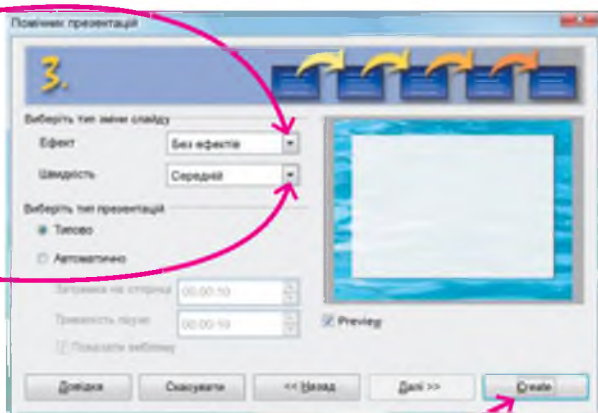 Помічник презентацій
3.
Виберіть тип зміни слайду
Ефект Без ефектів
Швидкість Середній
Виберіть тип презентацій
Типово
Автоматично
Затримка на сторінці 00:00:10
Тривалість паузи 00:00:10
Показати емблему
Preview
Довідка Скасувати << Назад Далі >> Create